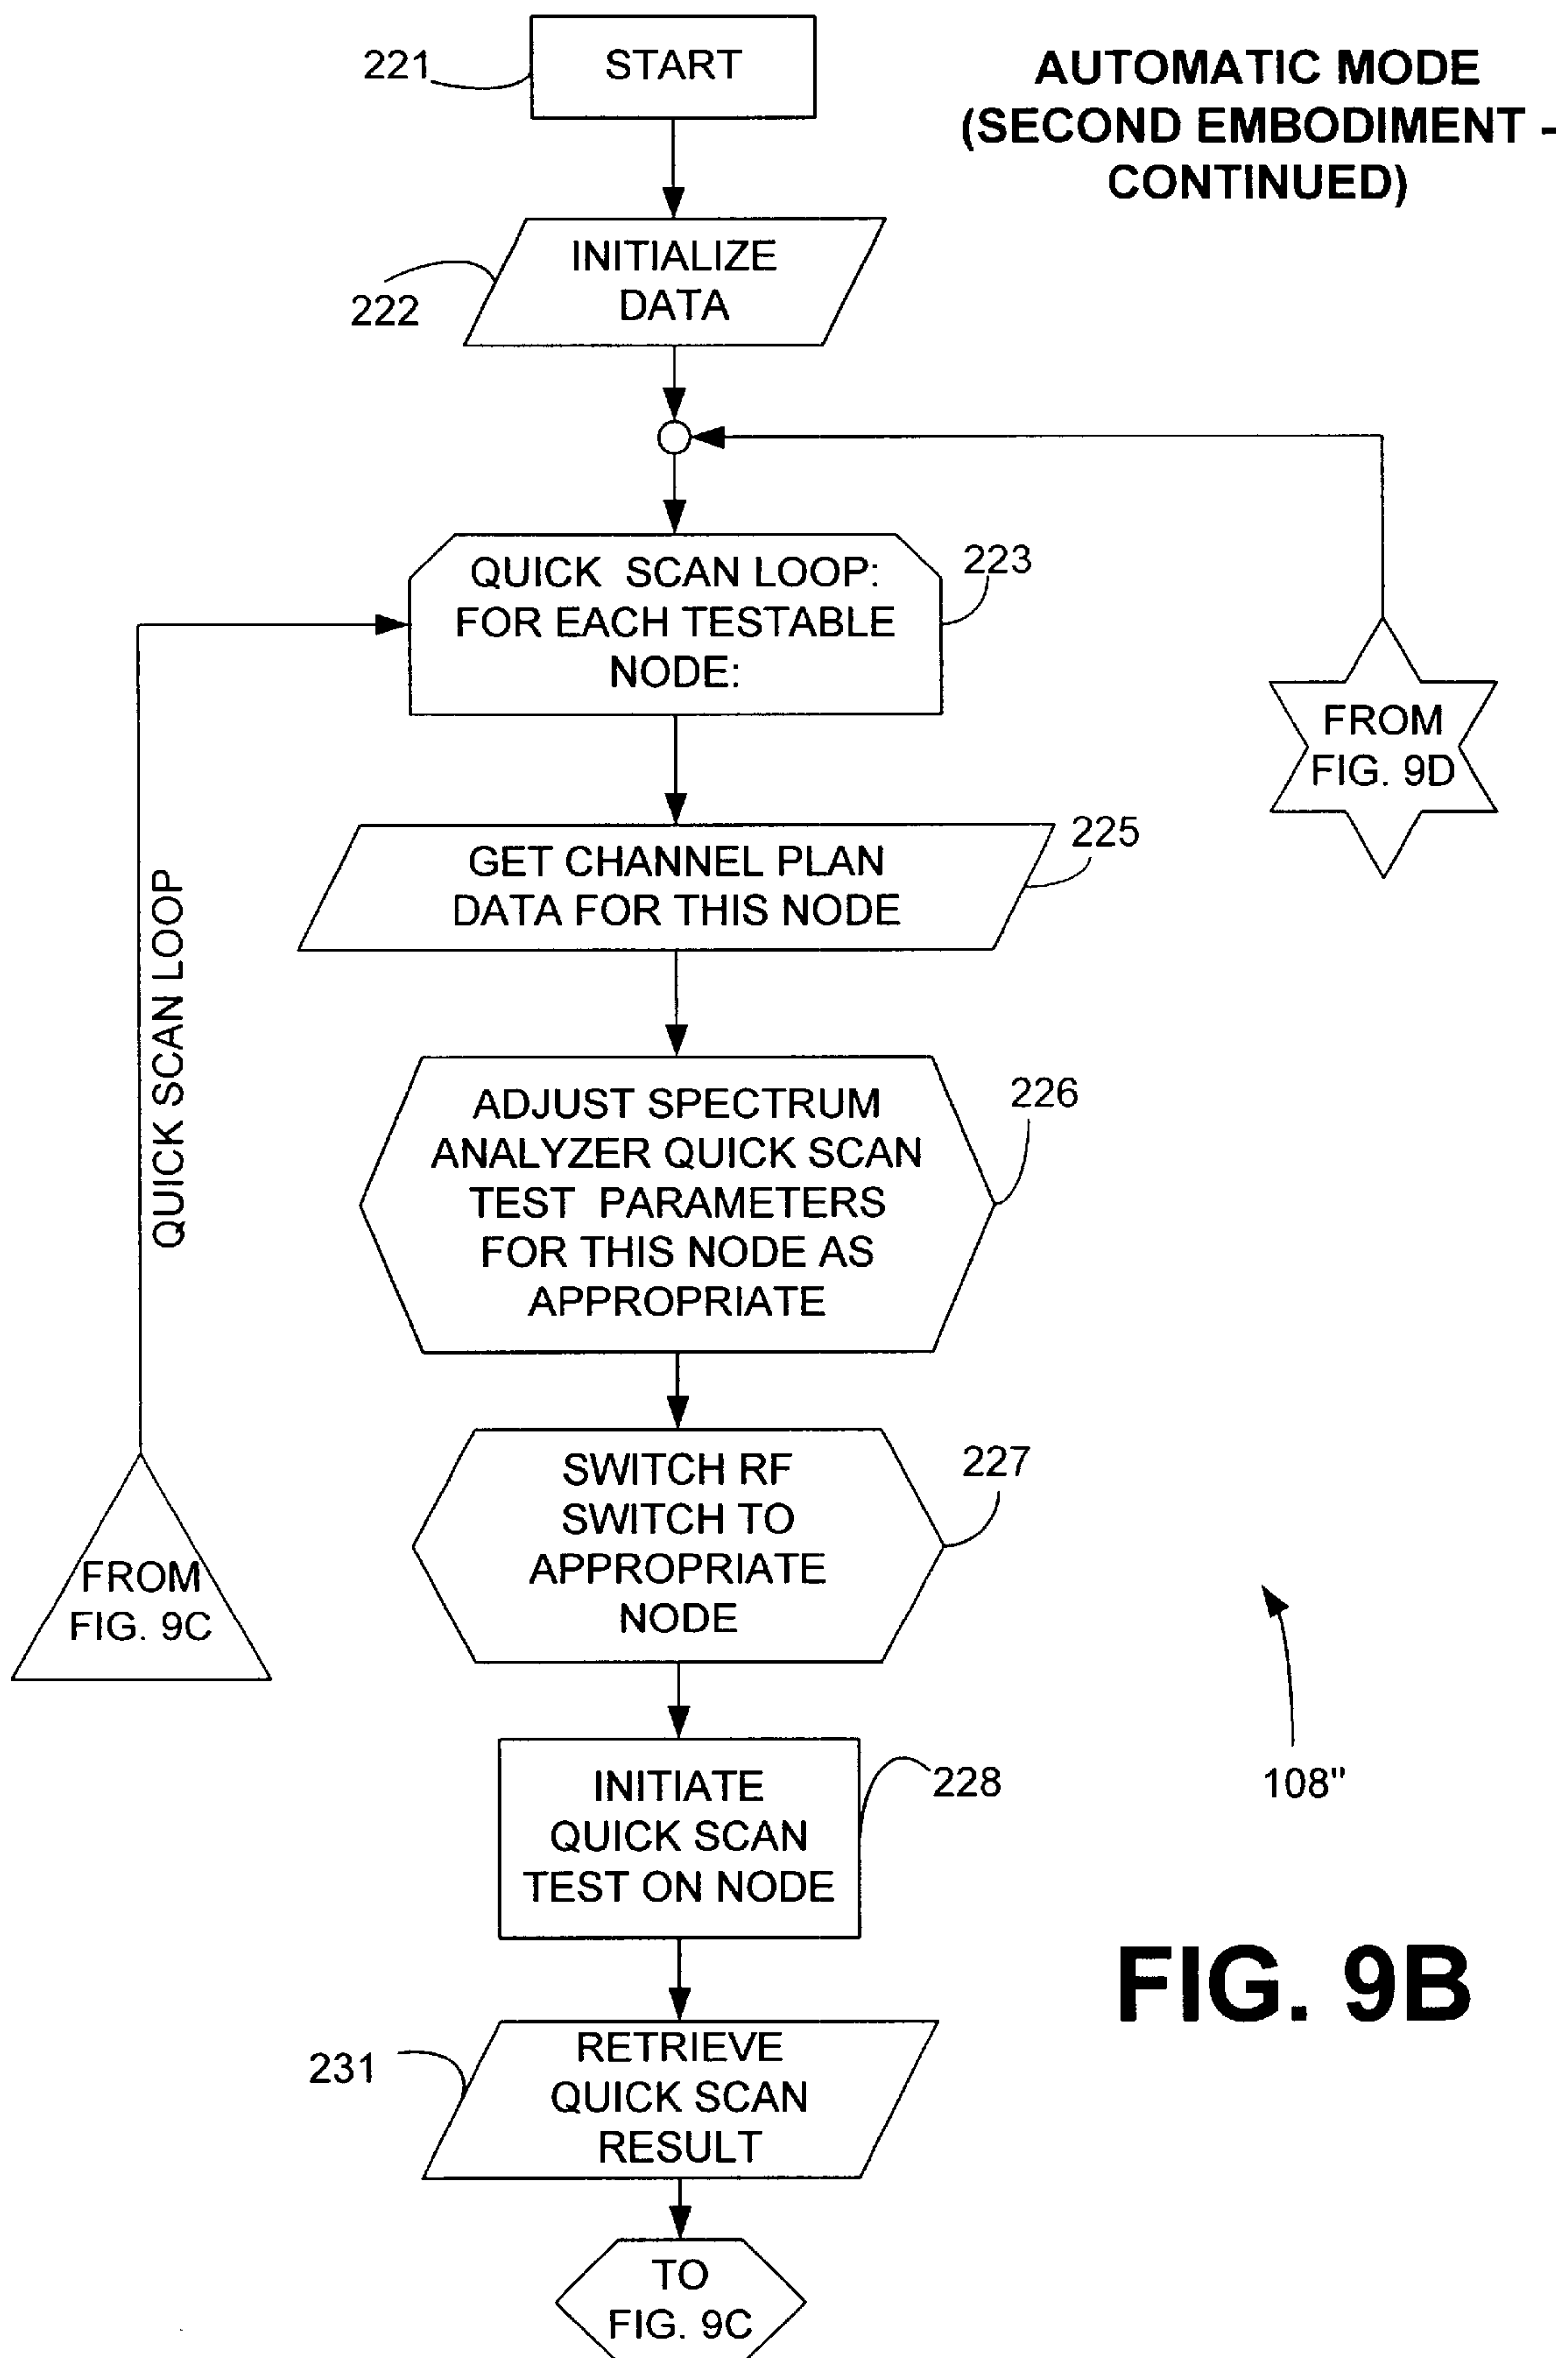 221
START
AUTOMATIC MODE
(SECOND EMBODIMENT -
CONTINUED)
INITIALIZE
DATA
222
QUICK SCAN LOOP:
FOR EACH TESTABLE
NODE:
223
FROM
FIG. 9D
GET CHANNEL PLAN
DATA FOR THIS NODE
225
QUICK SCAN LOOP
ADJUST SPECTRUM
ANALYZER QUICK SCAN
TEST PARAMETERS
FOR THIS NODE AS
APPROPRIATE
226
SWITCH RF
SWITCH TO
APPROPRIATE
NODE
227
FROM
FIG. 9C
INITIATE
QUICK SCAN
TEST ON NODE
228
108"
FIG. 9B
RETRIEVE
QUICK SCAN
RESULT
231
TO
FIG. 9C